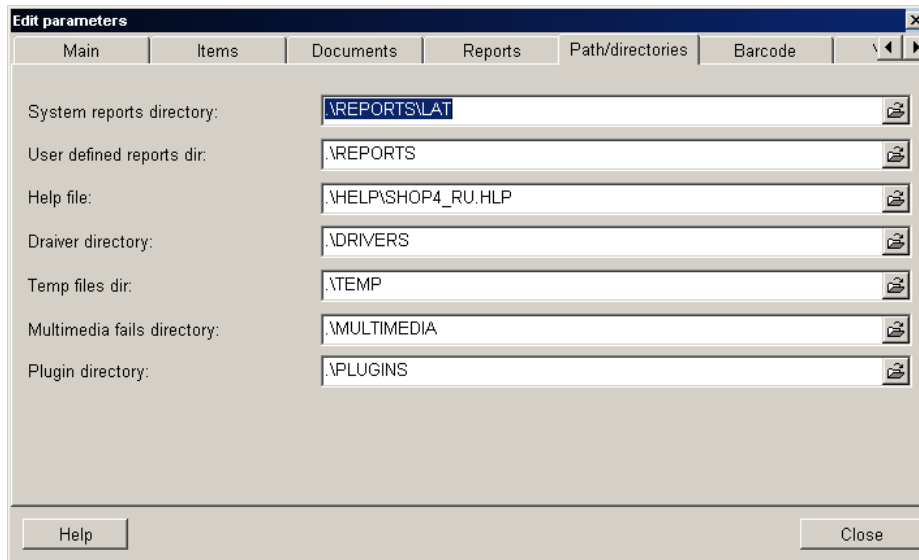 Edit parameters
Main Items Documents Reports Path/directories Barcode
System reports directory: .\REPORTS\LAT
User defined reports dir: .\REPORTS
Help file: .\HELP\SHOP4_RU.HLP
Draiver directory: .\DRIVERS
Temp files dir: .\TEMP
Multimedia fails directory: .\MULTIMEDIA
Plugin directory: .\PLUGINS
Help Close